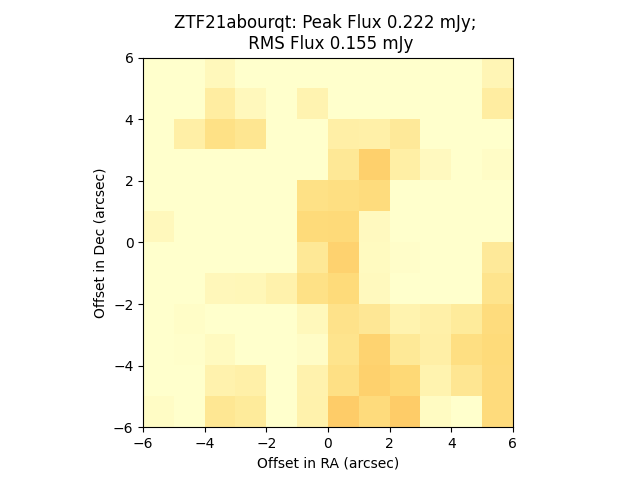 ZTF21abourqt: Peak Flux 0.222 mJy;
RMS Flux 0.155 mJy
6
4
2
0
−2
−4
−6
Offset in Dec (arcsec)
−6 −4 −2 0 2 4 6
Offset in RA (arcsec)